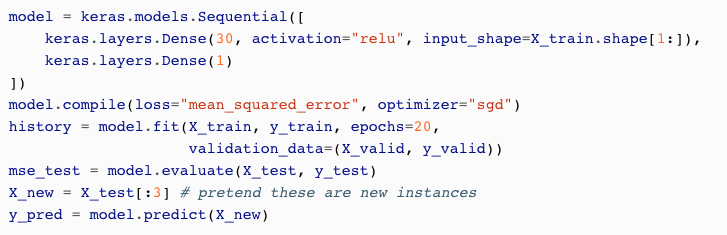 model = keras.models.Sequential([
    keras.layers.Dense(30, activation="relu", input_shape=X_train.shape[1:]),
    keras.layers.Dense(1)
])
model.compile(loss="mean_squared_error", optimizer="sgd")
history = model.fit(X_train, y_train, epochs=20,
                    validation_data=(X_valid, y_valid))
mse_test = model.evaluate(X_test, y_test)
X_new = X_test[:3] # pretend these are new instances
y_pred = model.predict(X_new)